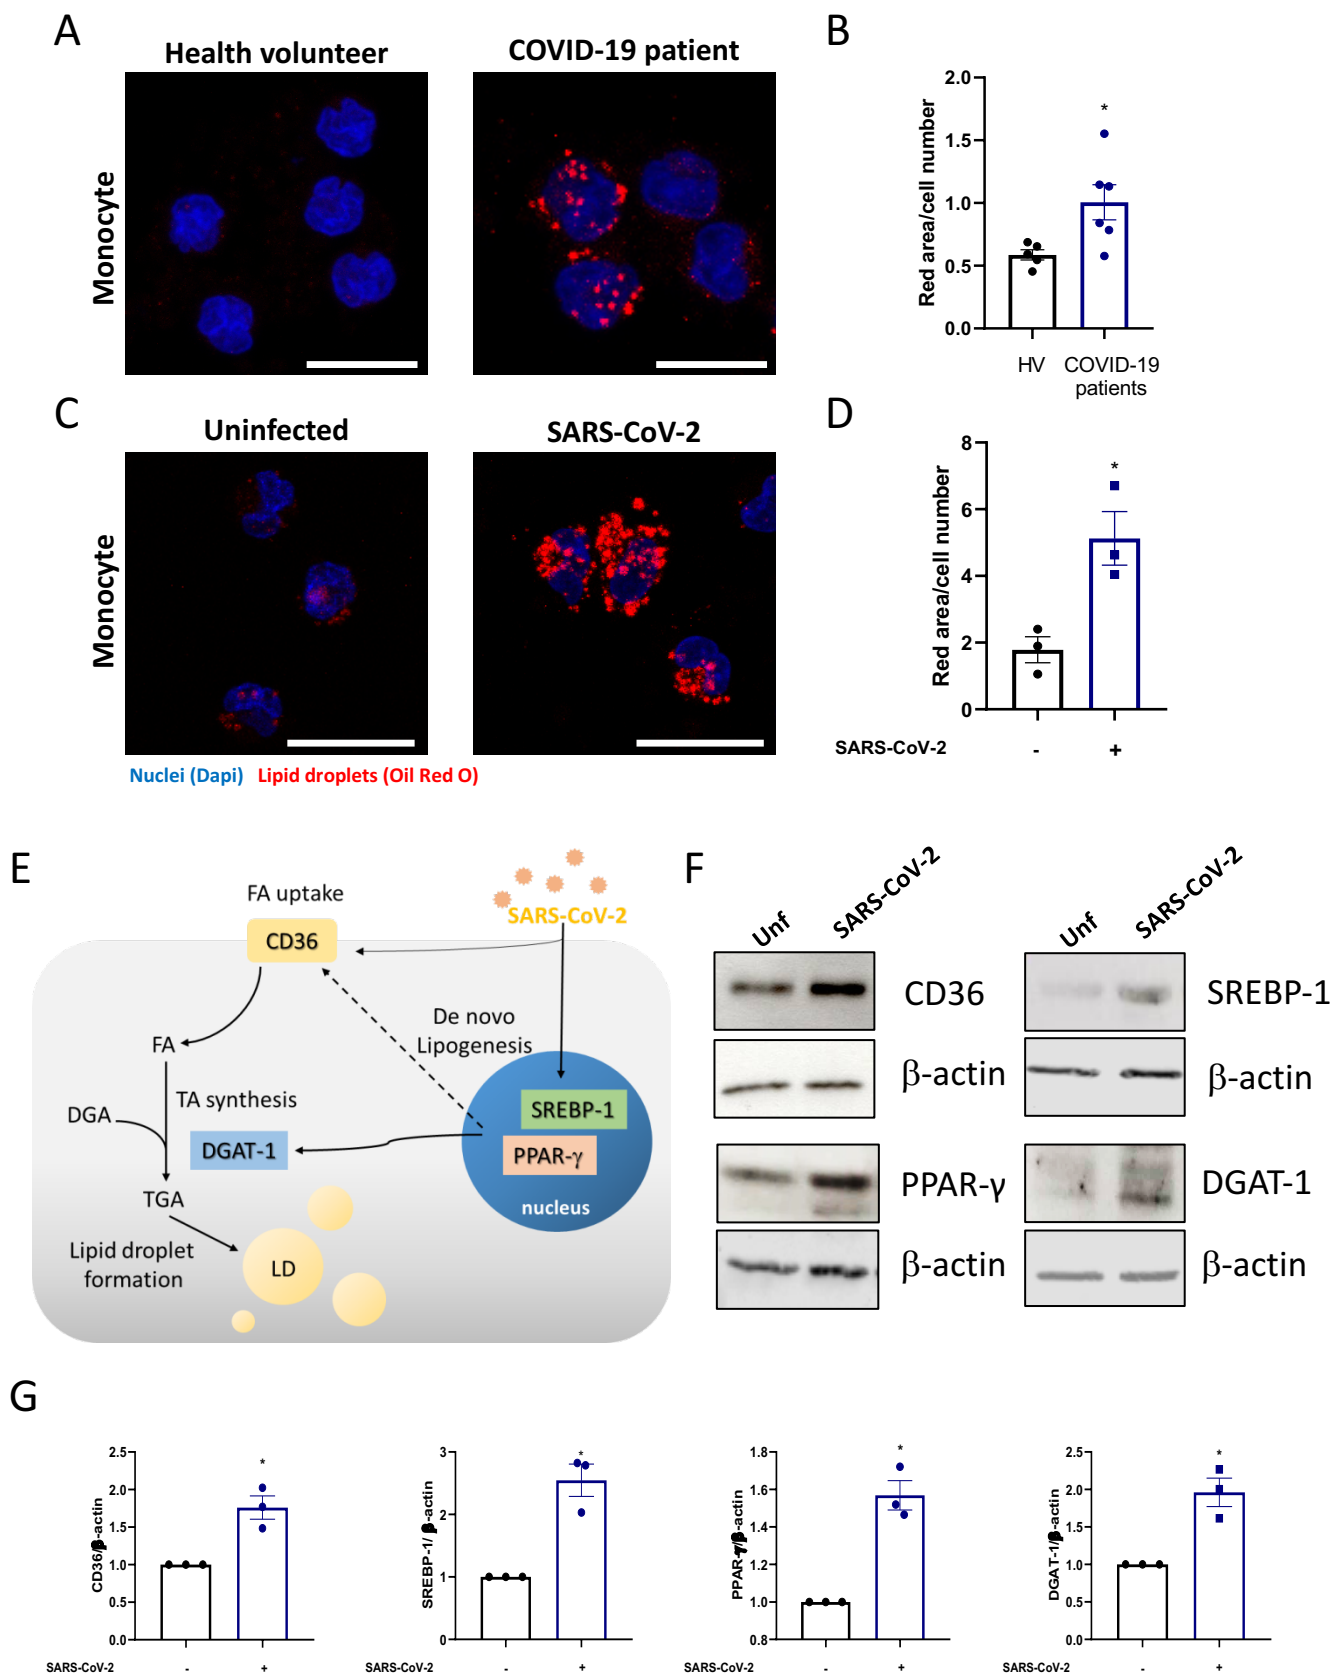 A
Health volunteer
COVID-19 patient
Monocyte
B
Red area/cell number
2.0
1.5
1.0
0.5
0.0
*
HV
COVID-19
patients
C
Uninfected
SARS-CoV-2
Monocyte
Nuclei (Dapi) Lipid droplets (Oil Red O)
D
Red area/cell number
8
6
4
2
0
*
SARS-CoV-2 - +
E
FA uptake
SARS-CoV-2
CD36
De novo
Lipogenesis
FA
TA synthesis
DGA
DGAT-1
SREBP-1
PPAR-γ
nucleus
TGA
Lipid droplet
formation
LD
F
Unf SARS-CoV-2
CD36
β-actin
PPAR-γ
β-actin
Unf SARS-CoV-2
SREBP-1
β-actin
DGAT-1
β-actin
G
CD36/β-actin
2.5
2.0
1.5
1.0
0.5
0.0
*
SARS-CoV-2 - +
SREBP-1/ β-actin
3
2
1
0
*
SARS-CoV-2 - +
PPAR-γ/β-actin
1.8
1.6
1.4
1.2
1.0
0.8
*
SARS-CoV-2 - +
DGAT-1/β-actin
2.5
2.0
1.5
1.0
0.5
0.0
*
SARS-CoV-2 - +